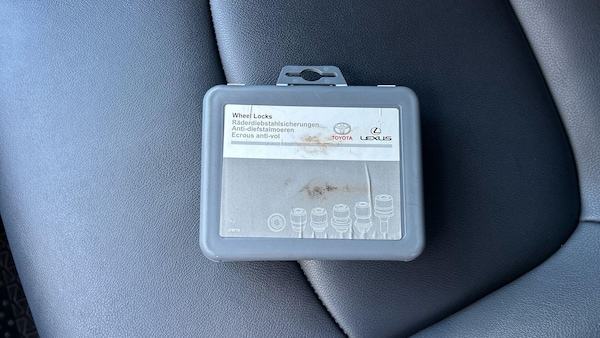 Wheel Locks
Räderdiebstahlsicherungen
Anti-diefstalmoeren
Ecrous anti-vol
TOYOTA
LEXUS